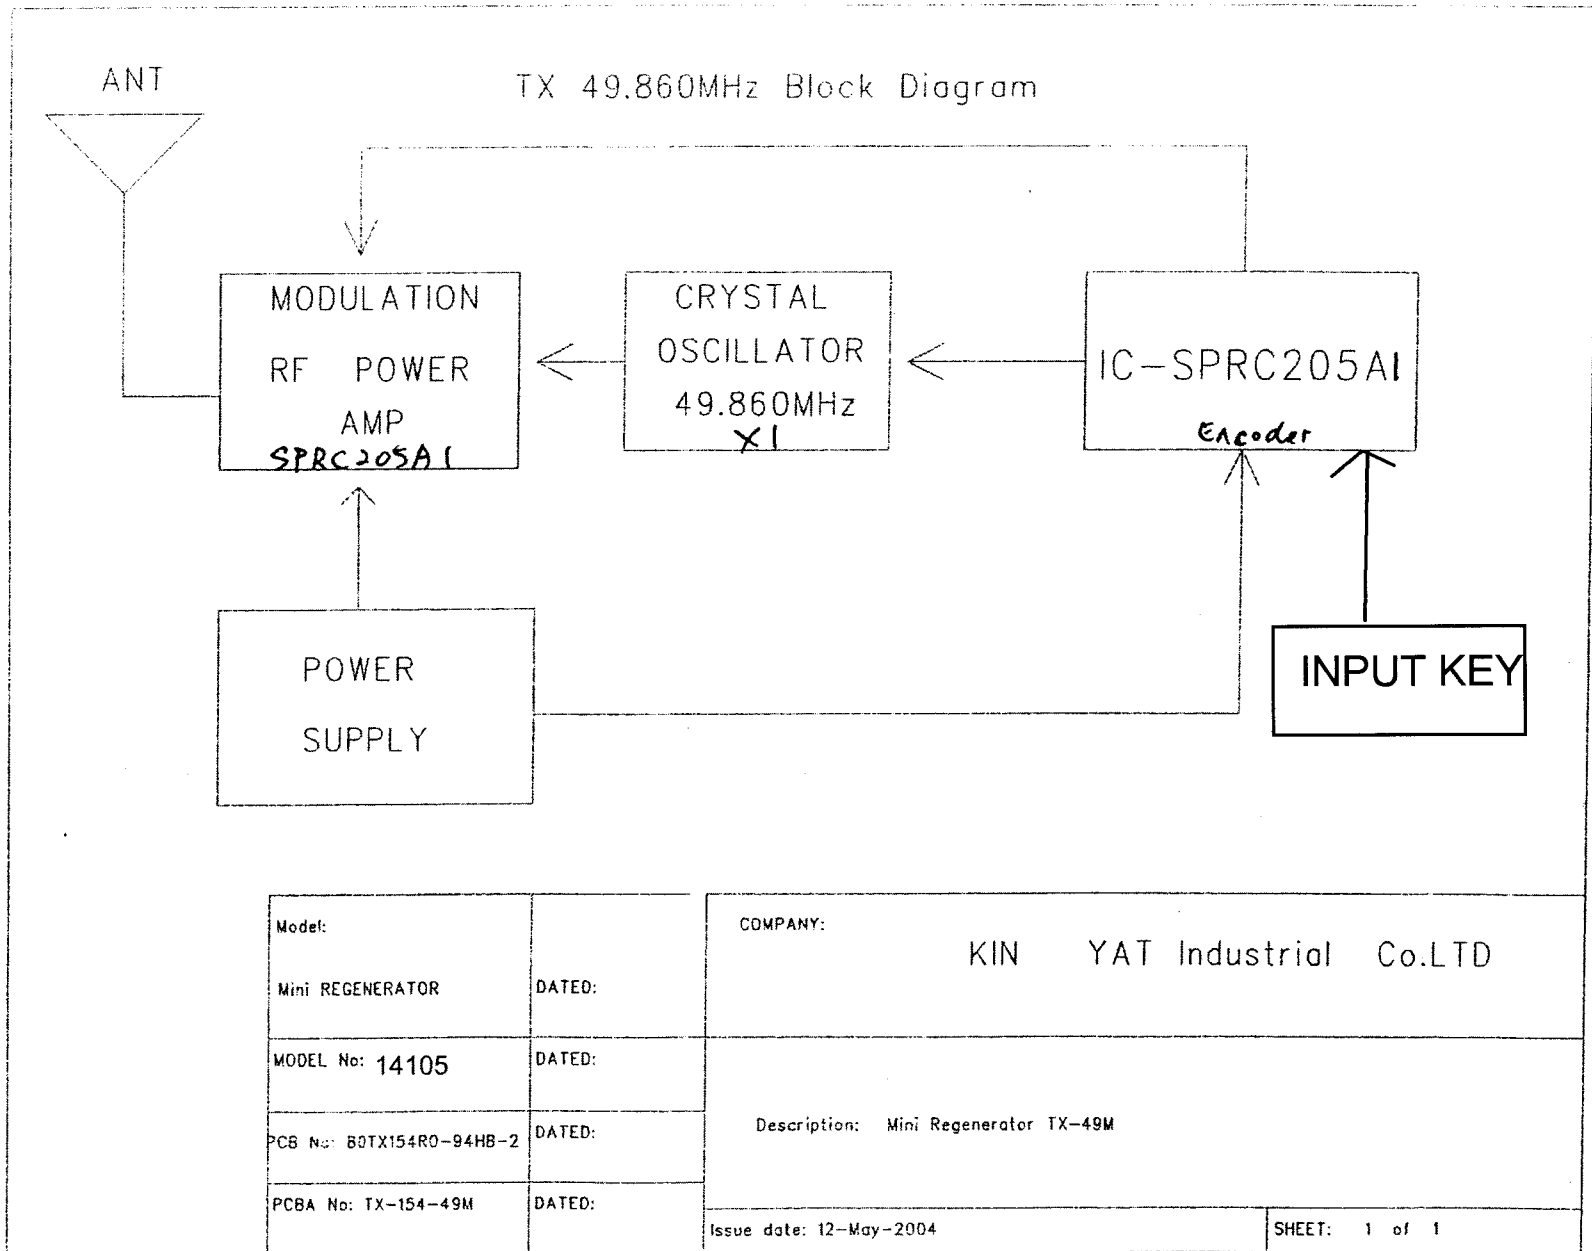 ANT
TX 49.860MHz Block Diagram
MODULATION
RF POWER
AMP
SPRC205A1
CRYSTAL
OSCILLATOR
49.860MHz
X1
IC-SPRC205A1
Encoder
POWER
SUPPLY
INPUT KEY
Model:
Mini REGENERATOR
DATED:
COMPANY:
KIN YAT Industrial Co.LTD
MODEL No: 14105
DATED:
PCB No: B0TX154R0-94HB-2
DATED:
Description: Mini Regenerator TX-49M
PCBA No: TX-154-49M
DATED:
Issue date: 12-May-2004
SHEET: 1 of 1